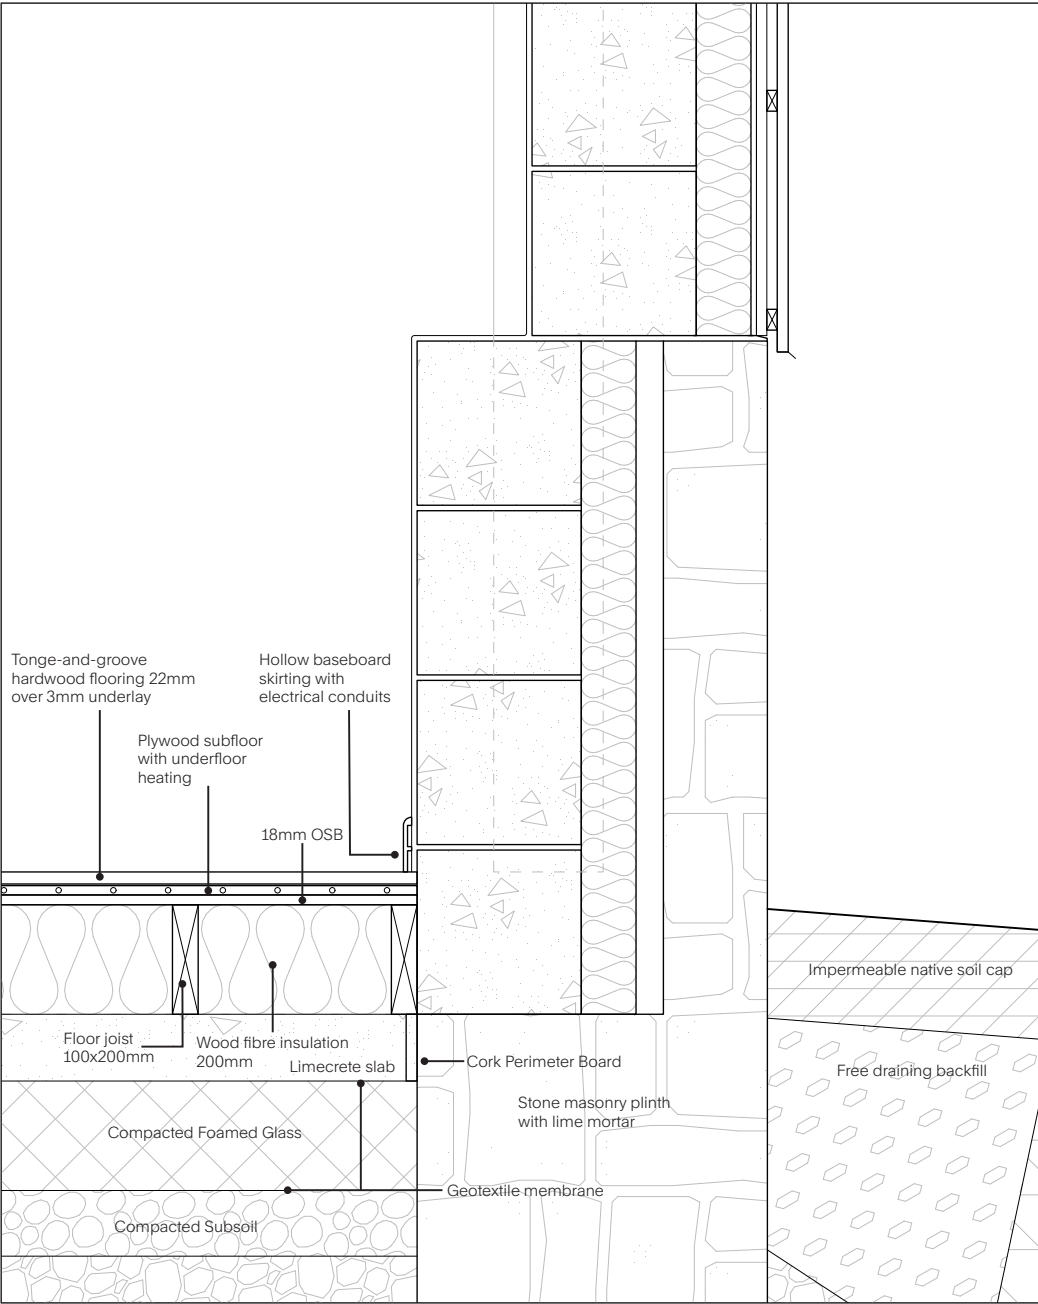 Tonge-and-groove
hardwood flooring 22mm
over 3mm underlay
Hollow baseboard
skirting with
electrical conduits
Plywood subfloor
with underfloor
heating
18mm OSB
Impermeable native soil cap
Floor joist
100x200mm
Wood fibre insulation
200mm
Limecrete slab
Cork Perimeter Board
Free draining backfill
Stone masonry plinth
with lime mortar
Compacted Foamed Glass
Geotextile membrane
Compacted Subsoil